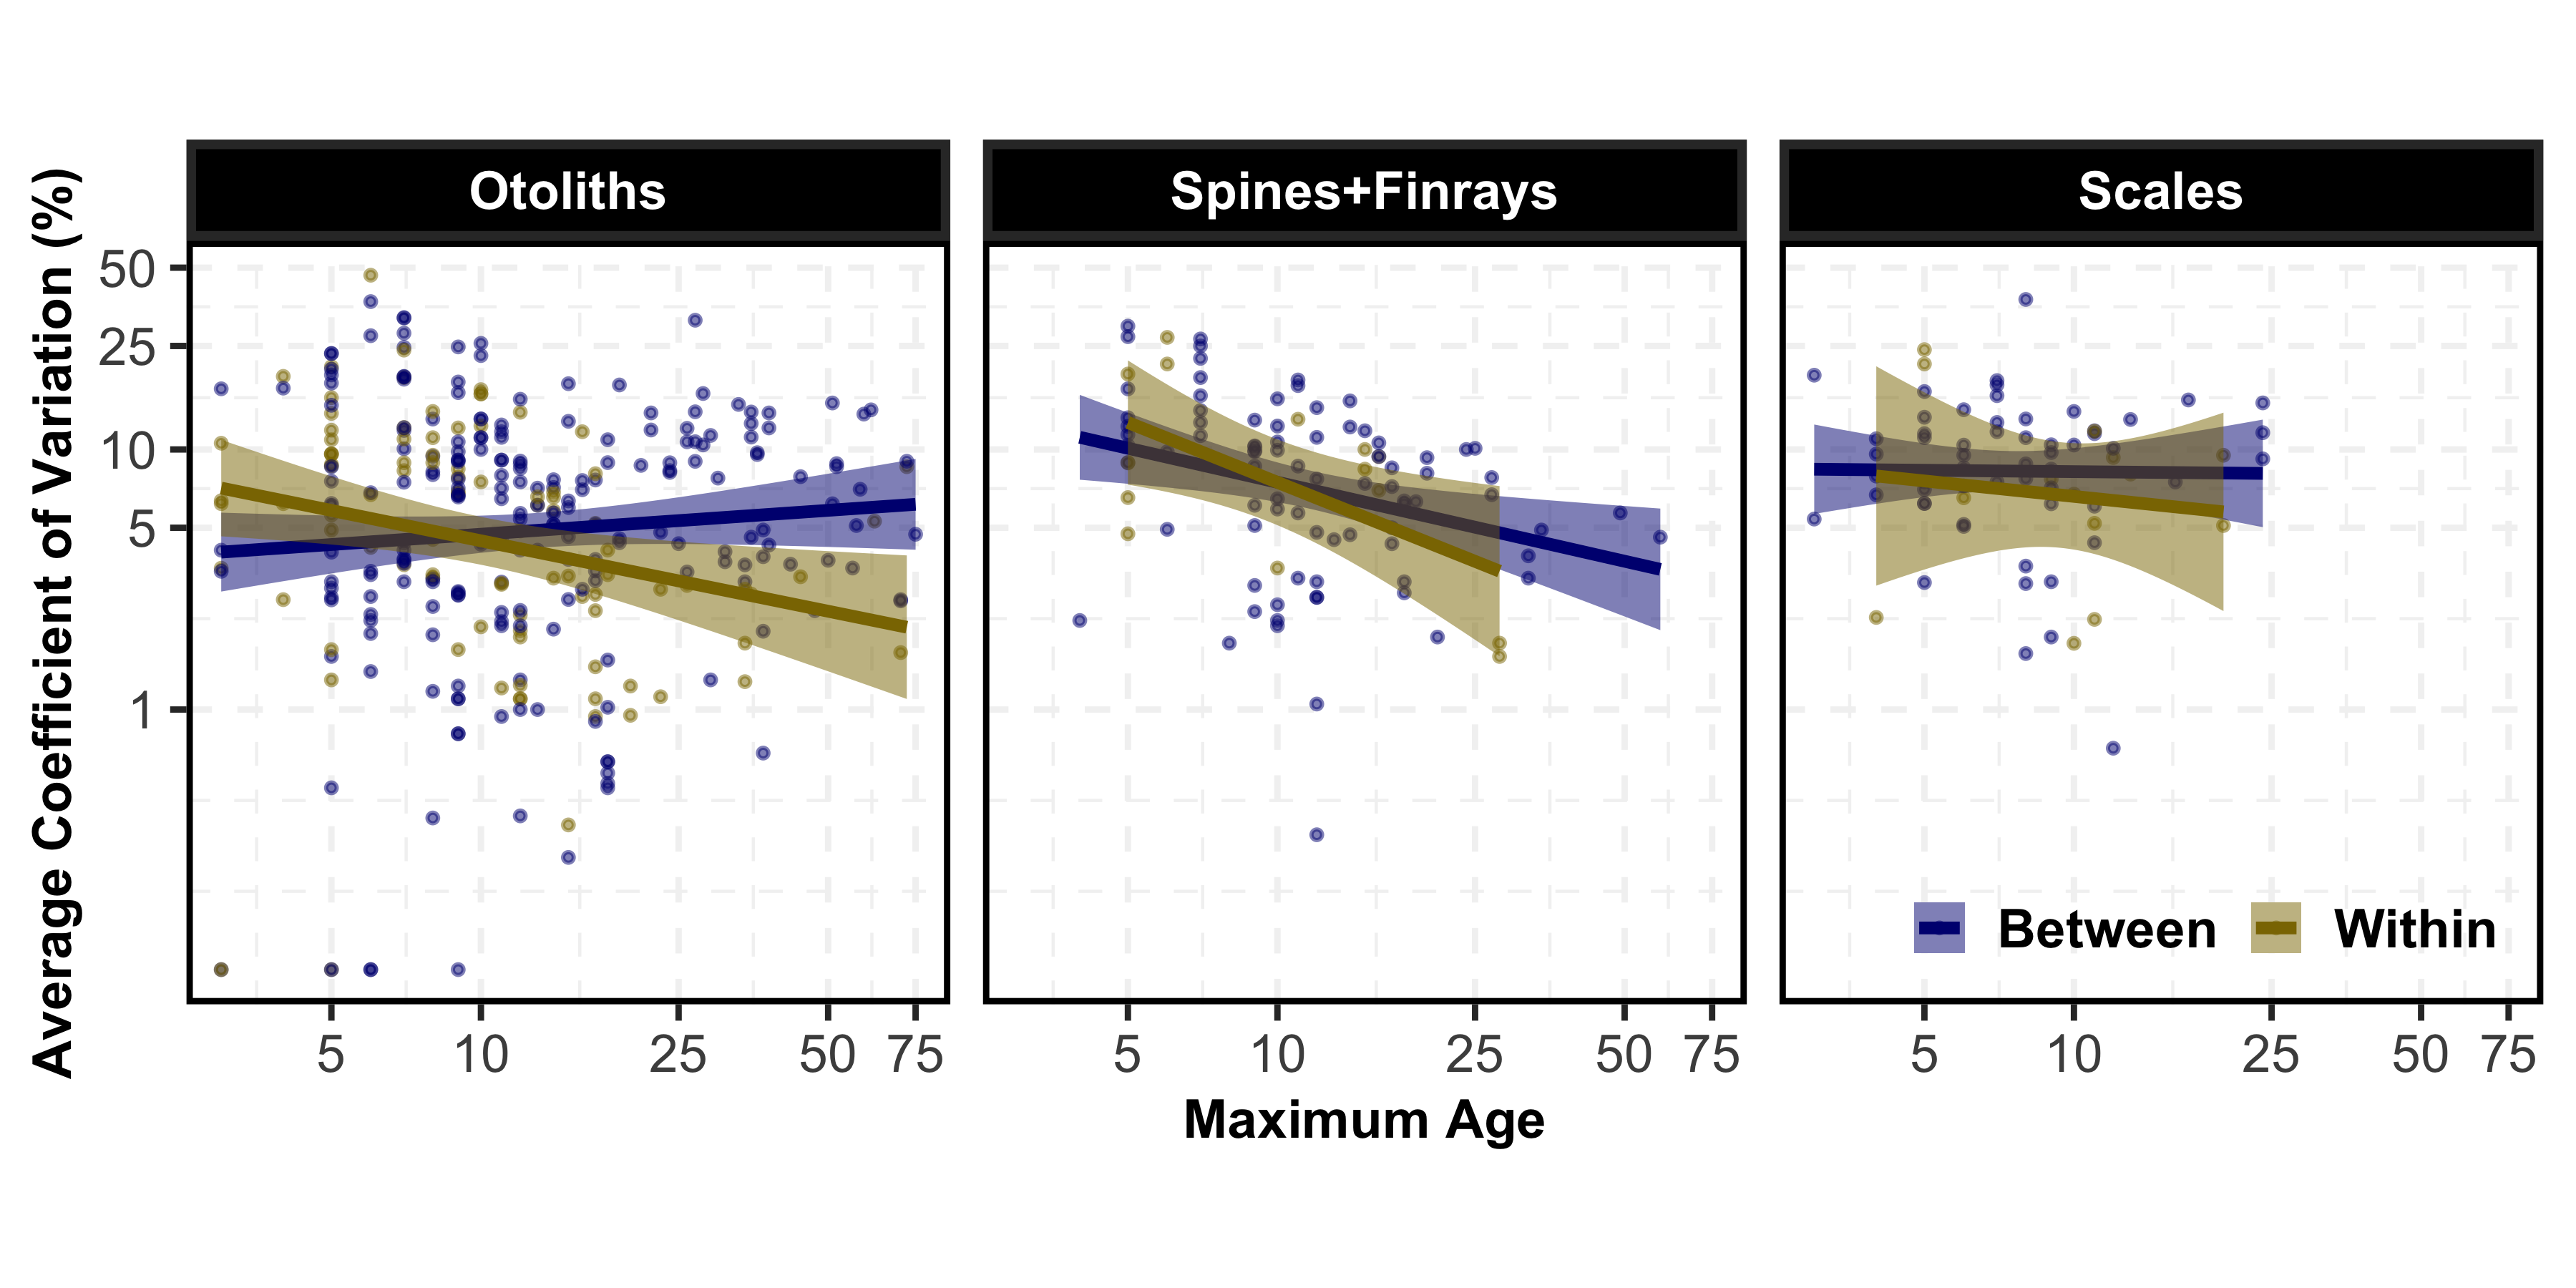 Otoliths Spines+Finrays Scales
Average Coefficient of Variation (%)
50
25
10
5
1
Between Within
5 10 25 50 75 5 10 25 50 75 5 10 25 50 75
Maximum Age